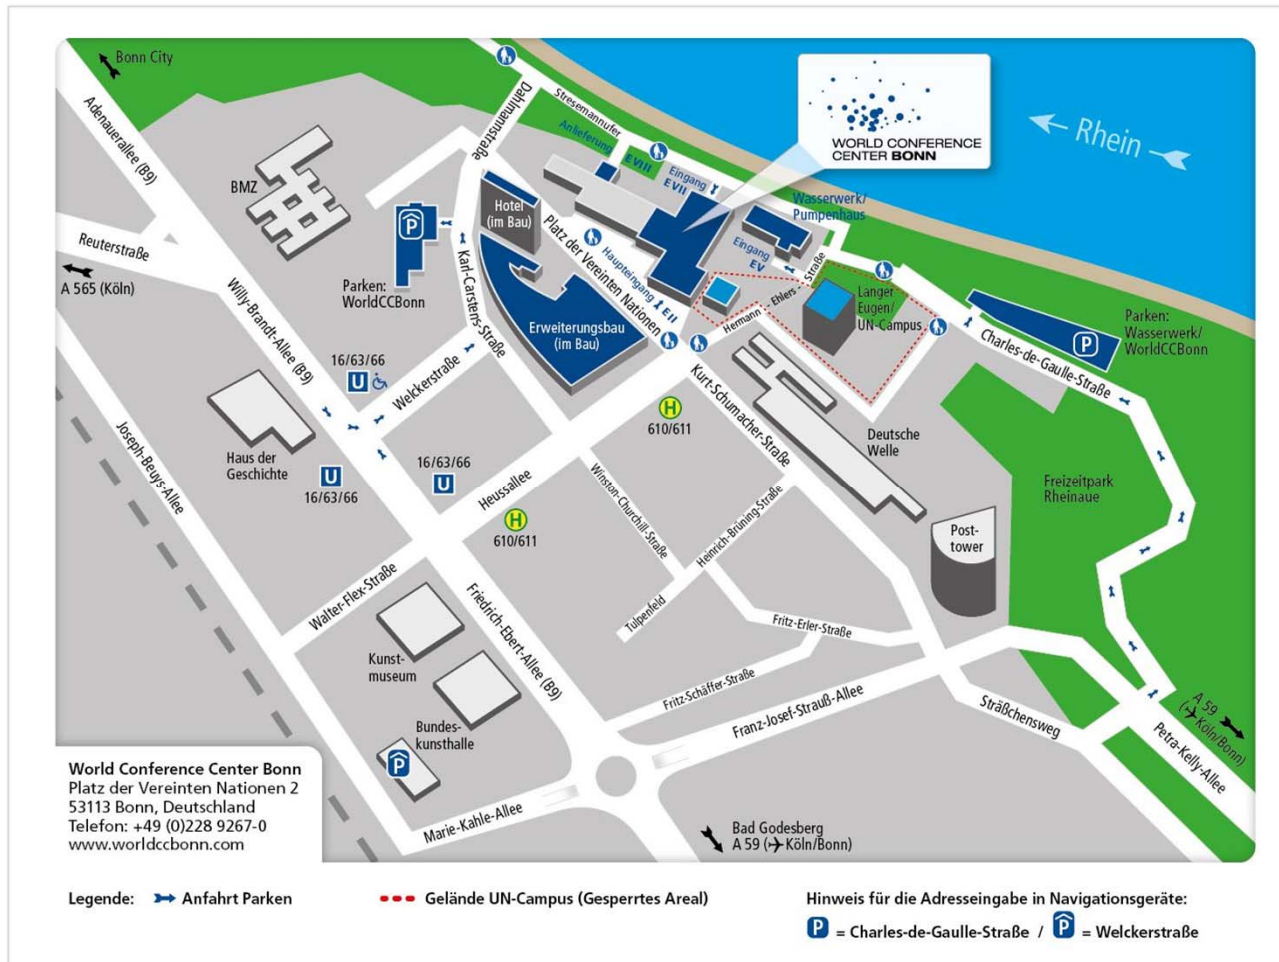 Bonn City
Adenauerallee (B9)
Dahlmannstraße
Stresemannufer
Anlieferung
EVIII
Eingang
EVII
WORLD CONFERENCE
CENTER BONN
Rhein
BMZ
Reuterstraße
A 565 (Köln)
P
Parken:
WorldCCBonn
Hotel
(im Bau)
Platz der Vereinten Nationen
Haupteingang
EII
Wasserwerk/
Pumpenhaus
Eingang
EV
Hermann - Ehlers - Straße
Langer
Eugen/
UN-Campus
Parken:
Wasserwerk/
WorldCCBonn
P
Charles-de-Gaulle-Straße
Willy-Brandt-Allee (B9)
Karl-Carstens-Straße
Erweiterungsbau
(im Bau)
16/63/66
U
Welckerstraße
Haus der
Geschichte
U
16/63/66
16/63/66
U
Joseph-Beuys-Allee
Heussallee
H
610/611
H
610/611
Kurt-Schumacher-Straße
Deutsche
Welle
Freizeitpark
Rheinaue
Winston-Churchill-Straße
Heinrich-Brüning-Straße
Tulpenfeld
Post-
tower
Walter-Flex-Straße
Friedrich-Ebert-Allee (B9)
Kunst-
museum
Fritz-Erler-Straße
Fritz-Schäffer-Straße
Franz-Josef-Strauß-Allee
Sträßchensweg
A 59
(Köln/Bonn)
Petra-Kelly-Allee
Bundes-
kunsthalle
P
Marie-Kahle-Allee
Bad Godesberg
A 59 (Köln/Bonn)
World Conference Center Bonn
Platz der Vereinten Nationen 2
53113 Bonn, Deutschland
Telefon: +49 (0)228 9267-0
www.worldccbonn.com
Legende: Anfahrt Parken
Gelände UN-Campus (Gesperrtes Areal)
Hinweis für die Adresseingabe in Navigationsgeräte:
P = Charles-de-Gaulle-Straße / P = Welckerstraße